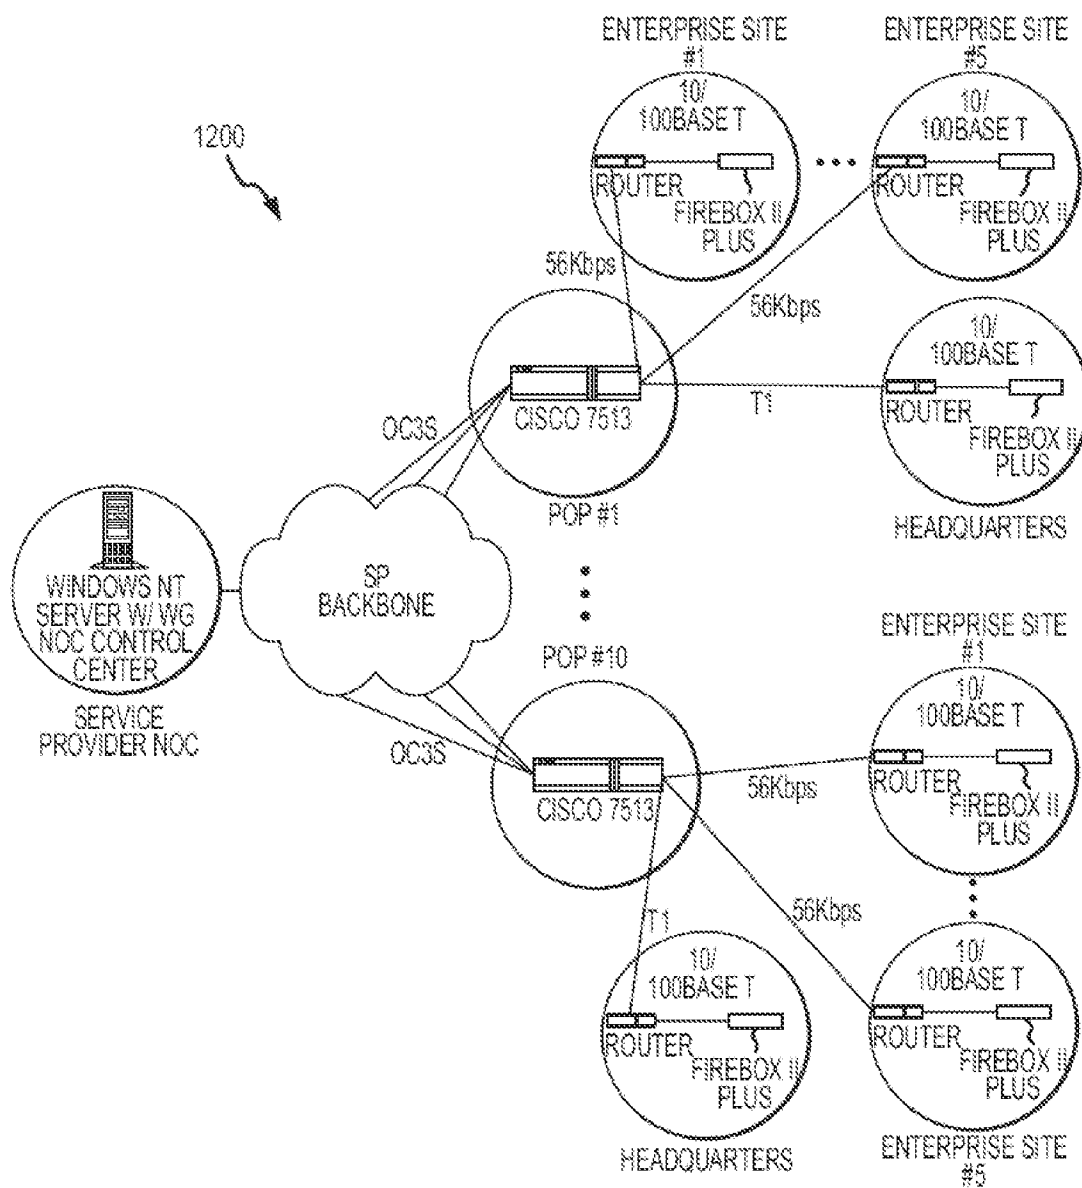 1200
ENTERPRISE SITE
#1
10/
100BASE T
ROUTER
FIREBOX II
PLUS
ENTERPRISE SITE
#5
10/
100BASE T
ROUTER
FIREBOX II
PLUS
56Kbps
56Kbps
10/
100BASE T
ROUTER
FIREBOX II
PLUS
HEADQUARTERS
T1
CISCO 7513
POP #1
OC3S
SP
BACKBONE
WINDOWS NT
SERVER W/ WG
NOC CONTROL
CENTER
SERVICE
PROVIDER NOC
POP #10
OC3S
CISCO 7513
ENTERPRISE SITE
#1
10/
100BASE T
ROUTER
FIREBOX II
PLUS
56Kbps
56Kbps
T1
10/
100BASE T
ROUTER
FIREBOX II
PLUS
HEADQUARTERS
10/
100BASE T
ROUTER
FIREBOX II
PLUS
ENTERPRISE SITE
#5